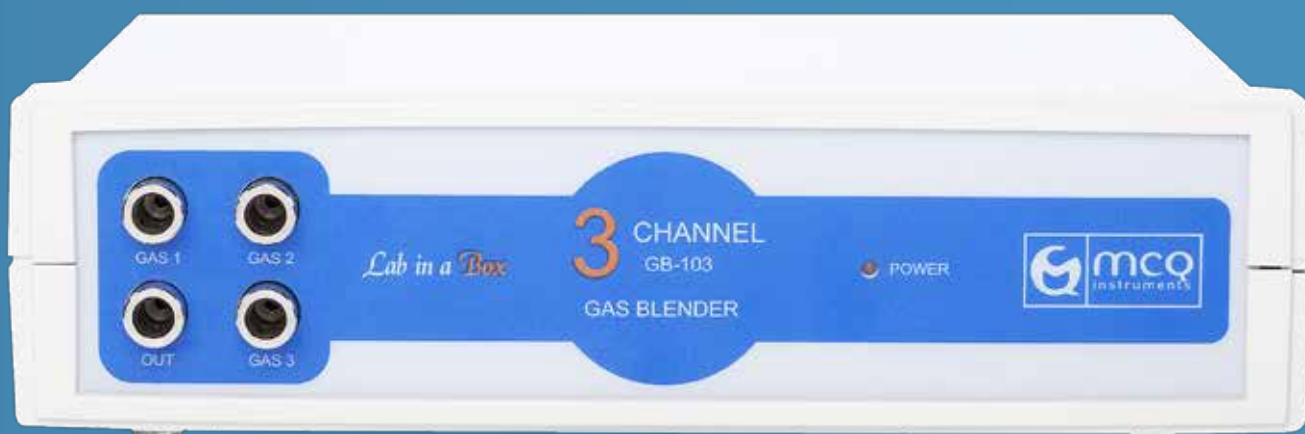 GAS 1
GAS 2
OUT
GAS 3
Lab in a Box
3 CHANNEL
GB-103
GAS BLENDER
POWER
mcq
instruments